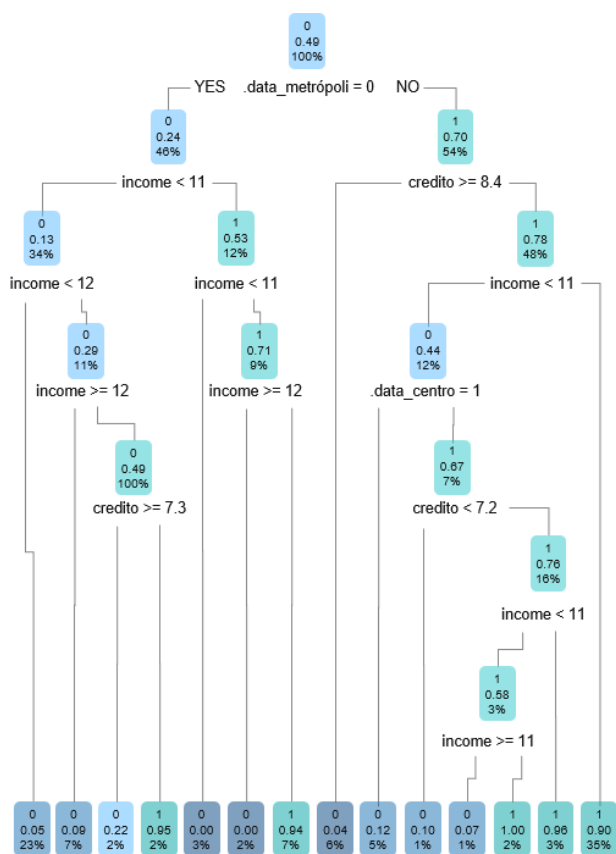 0
0.49
100%
YES .data_metrópoli = 0 NO
0
0.24
46%
1
0.70
54%
income < 11
credito >= 8.4
0
0.13
34%
1
0.53
12%
1
0.78
48%
income < 12
income < 11
income < 11
0
0.29
11%
1
0.71
9%
0
0.44
12%
income >= 12
income >= 12
.data_centro = 1
0
0.49
100%
1
0.67
7%
credito >= 7.3
credito < 7.2
1
0.76
16%
income < 11
1
0.58
3%
income >= 11
0 0 0 1 0 0 1 0 0 0 0 1 1 1
0.05 0.09 0.22 0.95 0.00 0.00 0.94 0.04 0.12 0.10 0.07 1.00 0.96 0.90
23% 7% 2% 2% 3% 2% 7% 6% 5% 1% 1% 2% 3% 35%